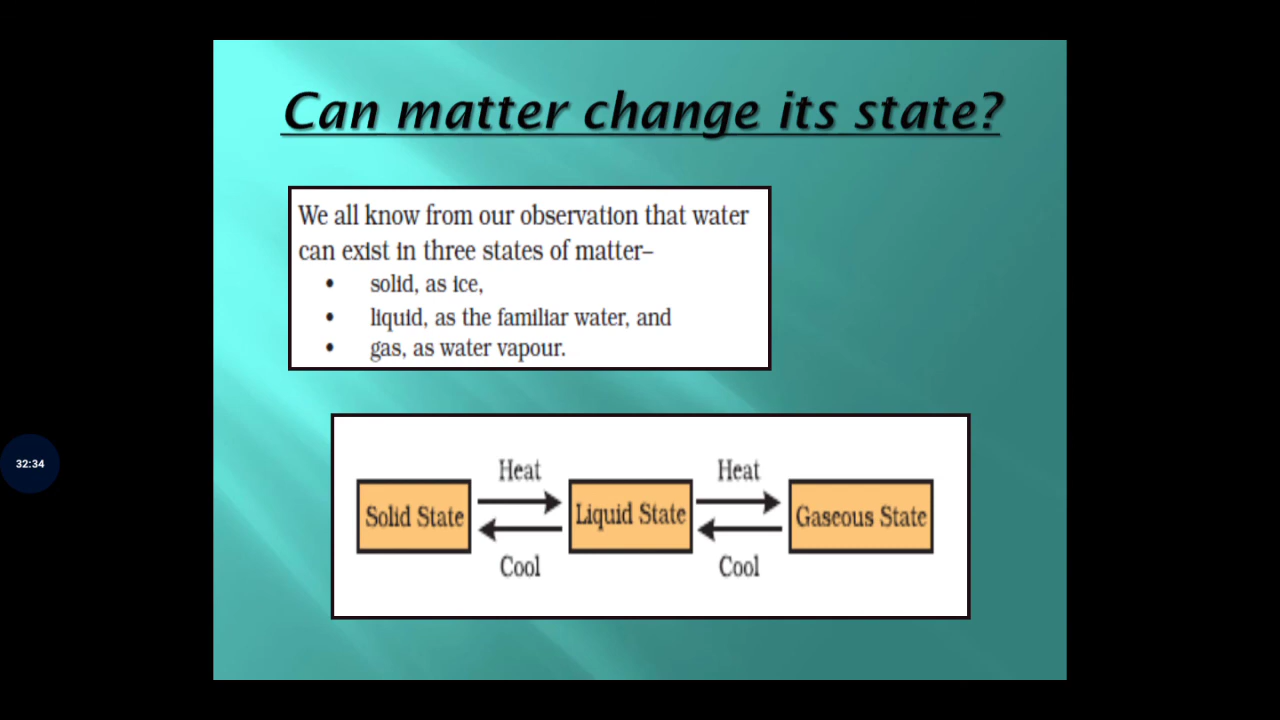 Can matter change its state?
We all know from our observation that water
can exist in three states of matter–
• solid, as ice,
• liquid, as the familiar water, and
• gas, as water vapour.
32:34
Heat Heat
Solid State Liquid State Gaseous State
Cool Cool